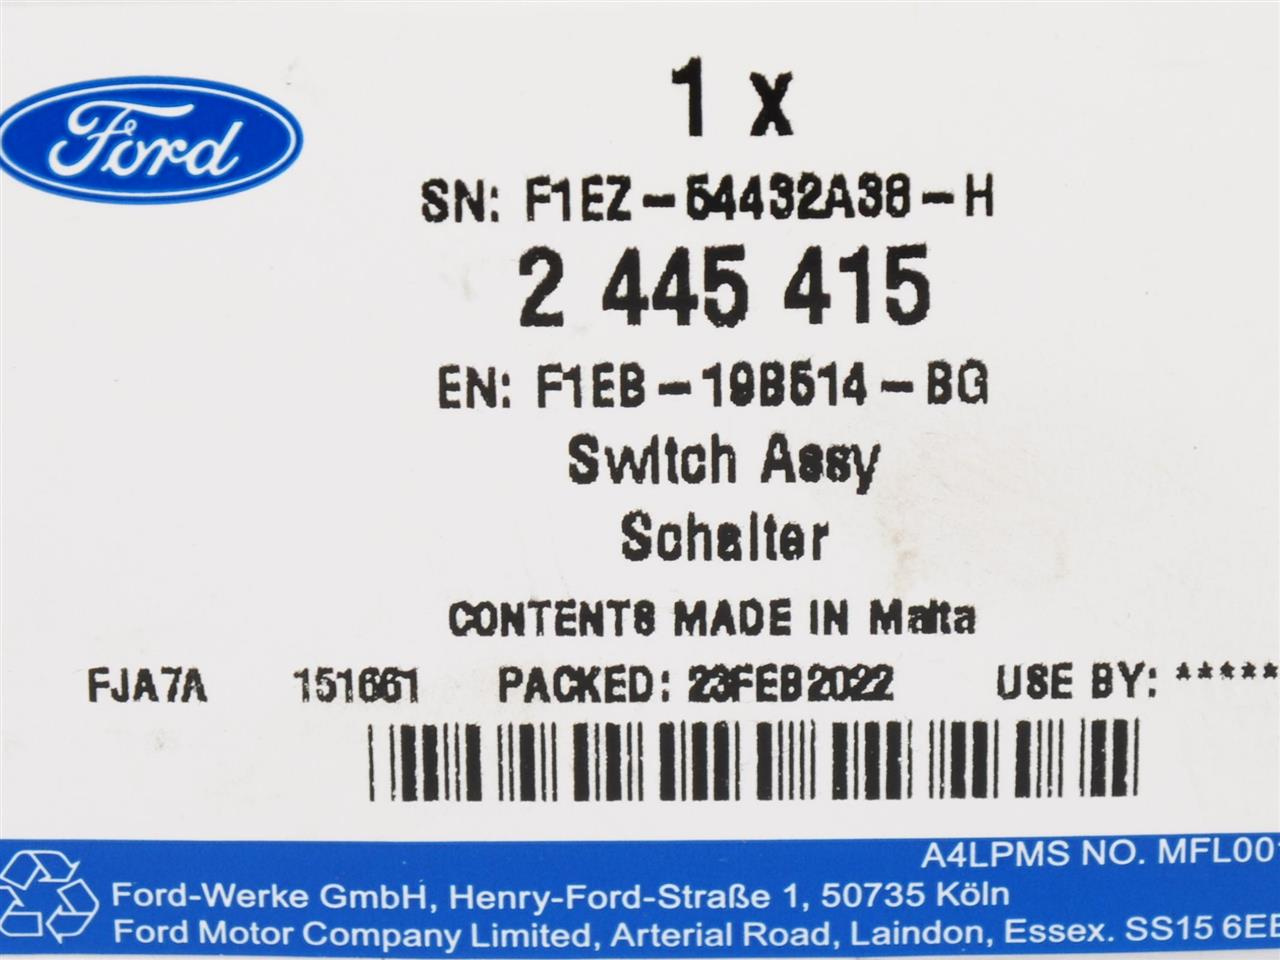 Ford
1 x
SN: F1EZ-54432A38-H
2 445 415
EN: F1EB-19B514-BG
Switch Assy
Schalter
CONTENTS MADE IN Malta
FJA7A 151661 PACKED: 23FEB2022 USE BY: *****
A4LPMS NO. MFL001
Ford-Werke GmbH, Henry-Ford-Straße 1, 50735 Köln
Ford Motor Company Limited, Arterial Road, Laindon, Essex. SS15 6EE